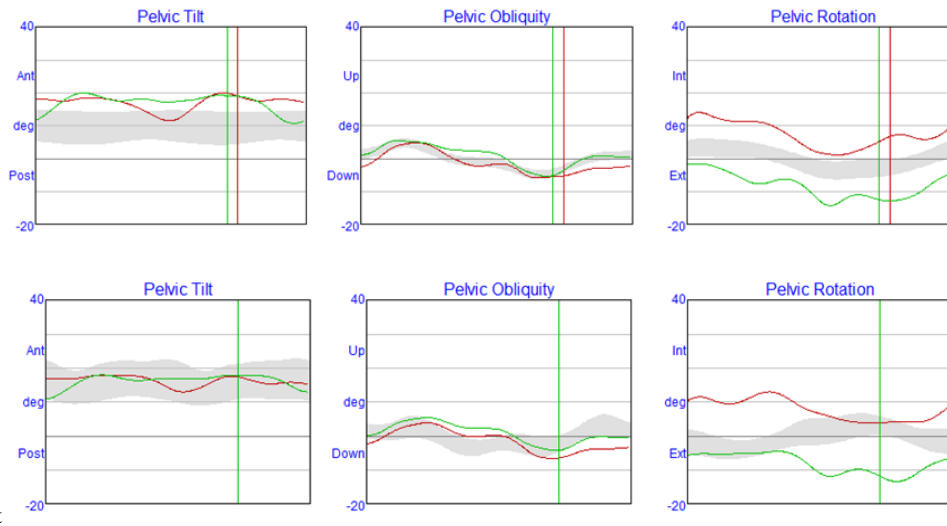 Pelvic Tilt
Pelvic Obliquity
Pelvic Rotation
40
40
40
Ant
Up
Int
deg
deg
deg
Post
Down
Ext
-20
-20
-20
Pelvic Tilt
Pelvic Obliquity
Pelvic Rotation
40
40
40
Ant
Up
Int
deg
deg
deg
Post
Down
Ext
-20
-20
-20